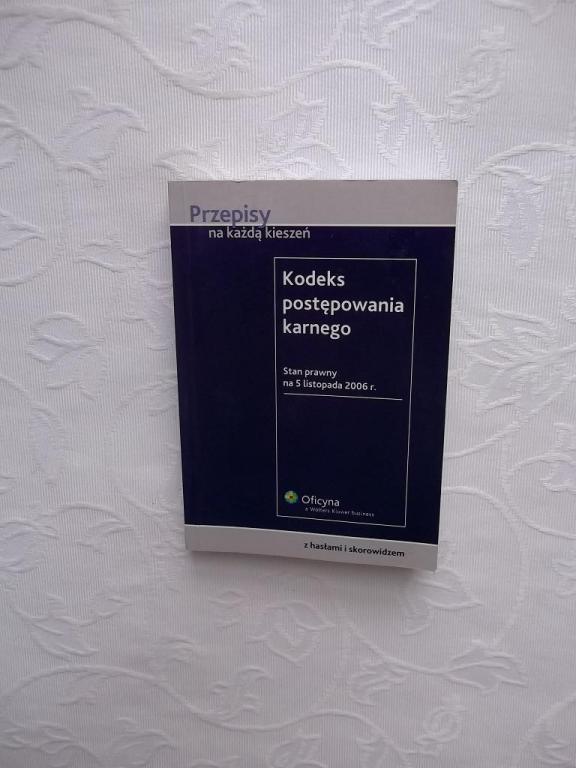 Przepisy
na każdą kieszeń
Kodeks
postępowania
karnego
Stan prawny
na 5 listopada 2006 r.
Oficyna
a Wolters Kluwer business
z hasłami i skorowidzem